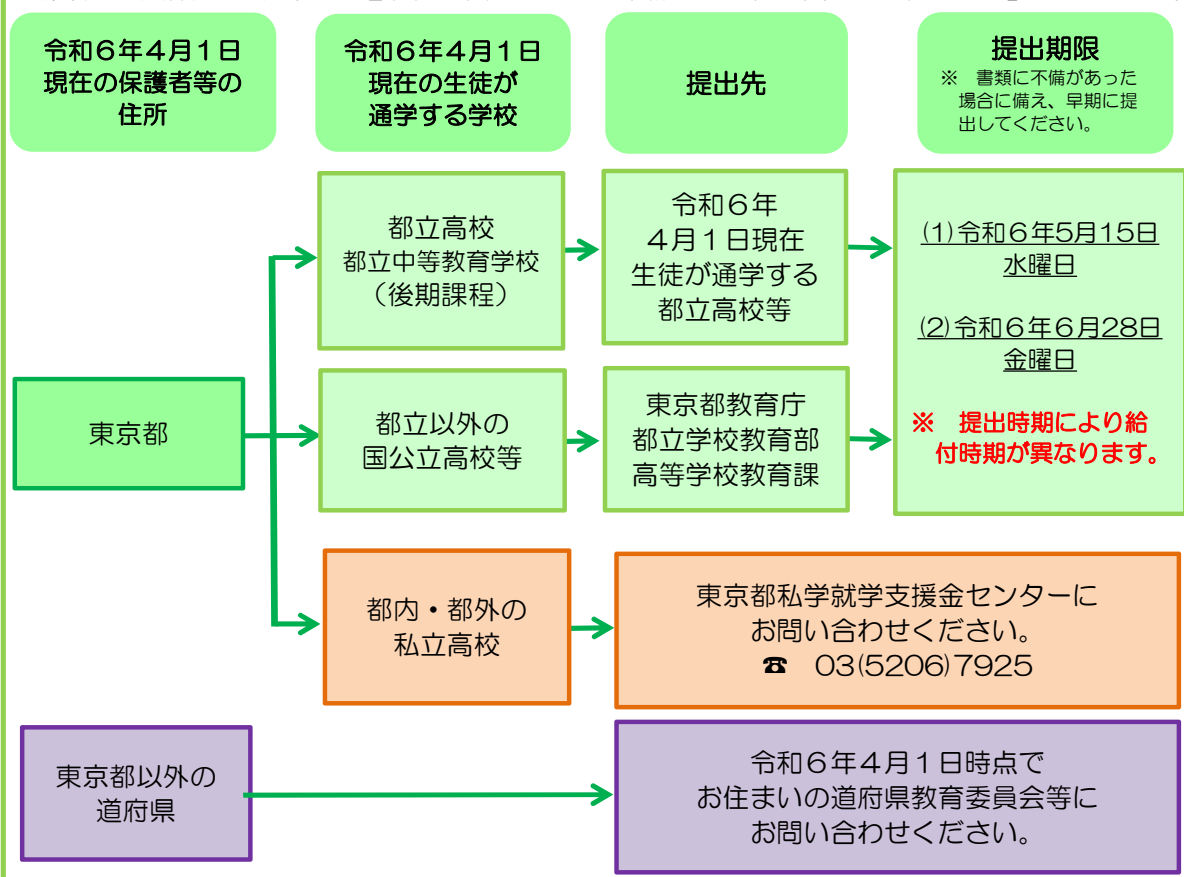 令和６年４月１日
現在の保護者等の
住所
令和６年４月１日
現在の生徒が
通学する学校
提出先
提出期限
※　書類に不備があった
場合に備え、早期に提
出してください。
都立高校
都立中等教育学校
（後期課程）
令和６年
４月１日現在
生徒が通学する
都立高校等
(1)令和６年5月15日
水曜日
(2)令和６年６月28日
金曜日
※　提出時期により給
付時期が異なります。
東京都
都立以外の
国公立高校等
東京都教育庁
都立学校教育部
高等学校教育課
都内・都外の
私立高校
東京都私学就学支援金センターに
お問い合わせください。
☎　03(5206)7925
東京都以外の
道府県
令和６年４月１日時点で
お住まいの道府県教育委員会等に
お問い合わせください。